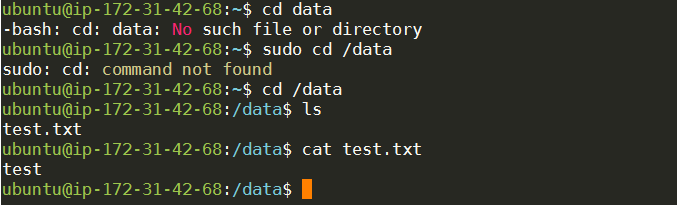 ubuntu@ip-172-31-42-68:~$ cd data
-bash: cd: data: No such file or directory
ubuntu@ip-172-31-42-68:~$ sudo cd /data
sudo: cd: command not found
ubuntu@ip-172-31-42-68:~$ cd /data
ubuntu@ip-172-31-42-68:/data$ ls
test.txt
ubuntu@ip-172-31-42-68:/data$ cat test.txt
test
ubuntu@ip-172-31-42-68:/data$